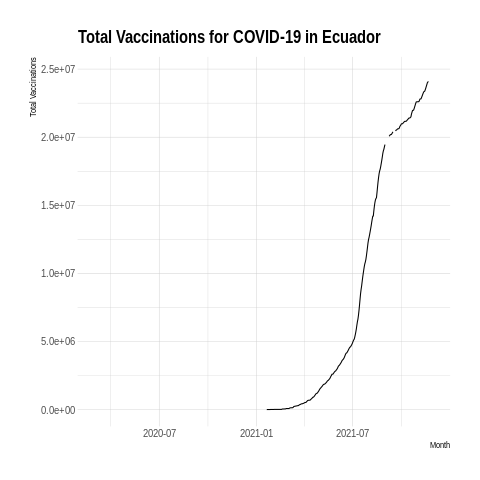 Total Vaccinations for COVID-19 in Ecuador
Total Vaccinations
2.5e+07
2.0e+07
1.5e+07
1.0e+07
5.0e+06
0.0e+00
2020-07
2021-01
2021-07
Month